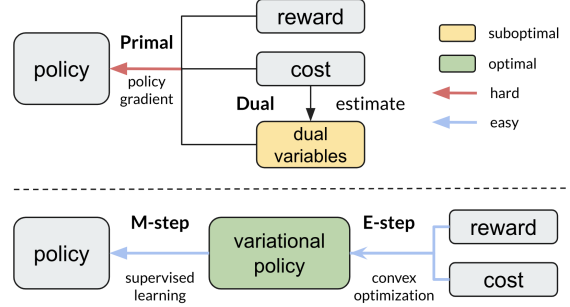 reward
suboptimal
Primal
policy
cost
optimal
policy
gradient
hard
Dual
estimate
easy
dual
variables
M-step
E-step
reward
policy
variational
policy
supervised
learning
convex
optimization
cost